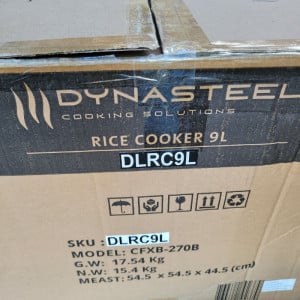 DYNASTEEL
COOKING SOLUTIONS
RICE COOKER 9L
DLRC9L
SKU : DLRC9L
MODEL: CFXB-270B
G.W: 17.54 Kg
N.W: 15.4 Kg
MEAST: 54.5 x 54.5 x 44.5 (cm)